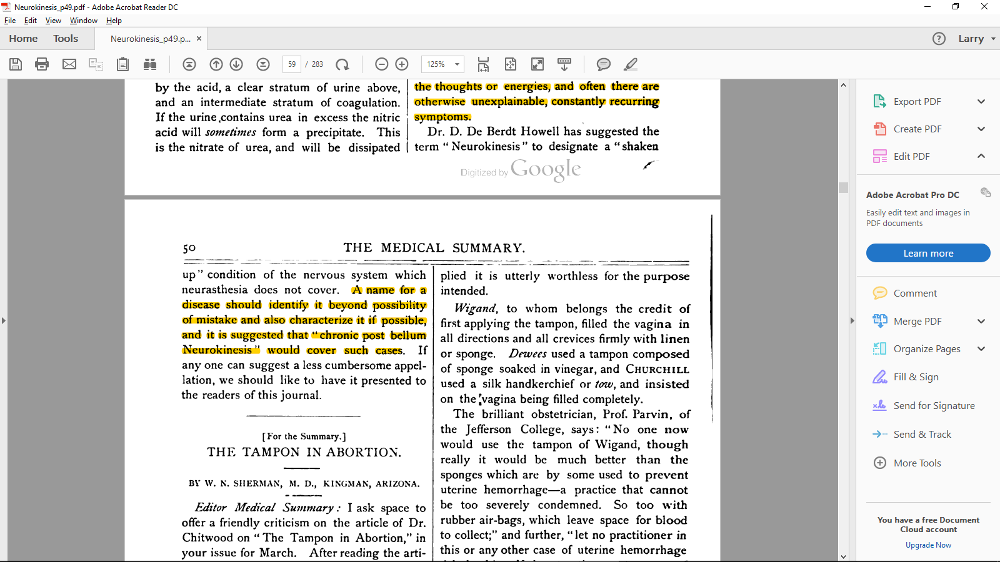 Neurokinesis_p49.pdf - Adobe Acrobat Reader DC
File Edit View Window Help
Home Tools Neurokinesis_p49.p... × ? Larry
59 / 283 125%
by the acid, a clear stratum of urine above,
and an intermediate stratum of coagulation.
If the urine contains urea in excess the nitric
acid will sometimes form a precipitate. This
is the nitrate of urea, and will be dissipated
the thoughts or energies, and often there are
otherwise unexplainable, constantly recurring
symptoms.
Dr. D. De Berdt Howell has suggested the
term "Neurokinesis" to designate a "shaken
Digitized by Google
50 THE MEDICAL SUMMARY.
up" condition of the nervous system which
neurasthesia does not cover. A name for a
disease should identify it beyond possibility
of mistake and also characterize it if possible,
and it is suggested that "chronic post bellum
Neurokinesis" would cover such cases. If
any one can suggest a less cumbersome appel-
lation, we should like to have it presented to
the readers of this journal.
[For the Summary.]
THE TAMPON IN ABORTION.
BY W. N. SHERMAN, M. D., KINGMAN, ARIZONA.
Editor Medical Summary: I ask space to
offer a friendly criticism on the article of Dr.
Chitwood on "The Tampon in Abortion," in
your issue for March. After reading the arti-
plied it is utterly worthless for the purpose
intended.
Wigand, to whom belongs the credit of
first applying the tampon, filled the vagina in
all directions and all crevices firmly with linen
or sponge. Dewees used a tampon composed
of sponge soaked in vinegar, and CHURCHILL
used a silk handkerchief or tow, and insisted
on the vagina being filled completely.
The brilliant obstetrician, Prof. Parvin, of
the Jefferson College, says: "No one now
would use the tampon of Wigand, though
really it would be much better than the
sponges which are by some used to prevent
uterine hemorrhage—a practice that cannot
be too severely condemned. So too with
rubber air-bags, which leave space for blood
to collect;" and further, "let no practitioner in
this or any other case of uterine hemorrhage
Export PDF
Create PDF
Edit PDF
Adobe Acrobat Pro DC
Easily edit text and images in
PDF documents
Learn more
Comment
Merge PDF
Organize Pages
Fill & Sign
Send for Signature
Send & Track
More Tools
You have a free Document
Cloud account
Upgrade Now